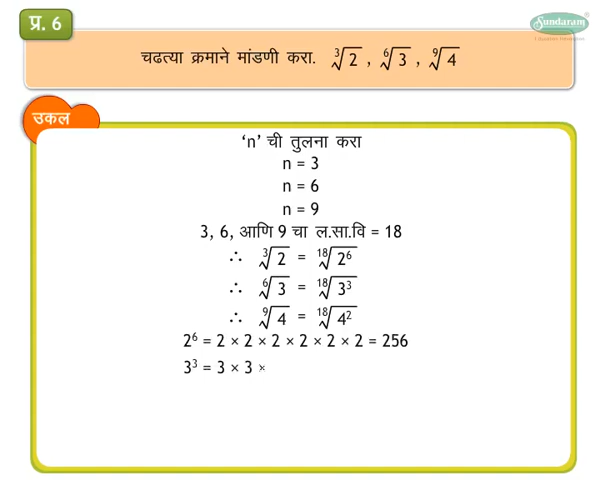 प्र. 6
Sundaram
चढत्या क्रमाने मांडणी करा. ³√2 , ⁶√3 , ⁹√4
उकल
‘n’ ची तुलना करा
n = 3
n = 6
n = 9
3, 6, आणि 9 चा ल.सा.वि = 18
∴ ³√2 = ¹⁸√2⁶
∴ ⁶√3 = ¹⁸√3³
∴ ⁹√4 = ¹⁸√4²
2⁶ = 2 × 2 × 2 × 2 × 2 × 2 = 256
3³ = 3 × 3 ×